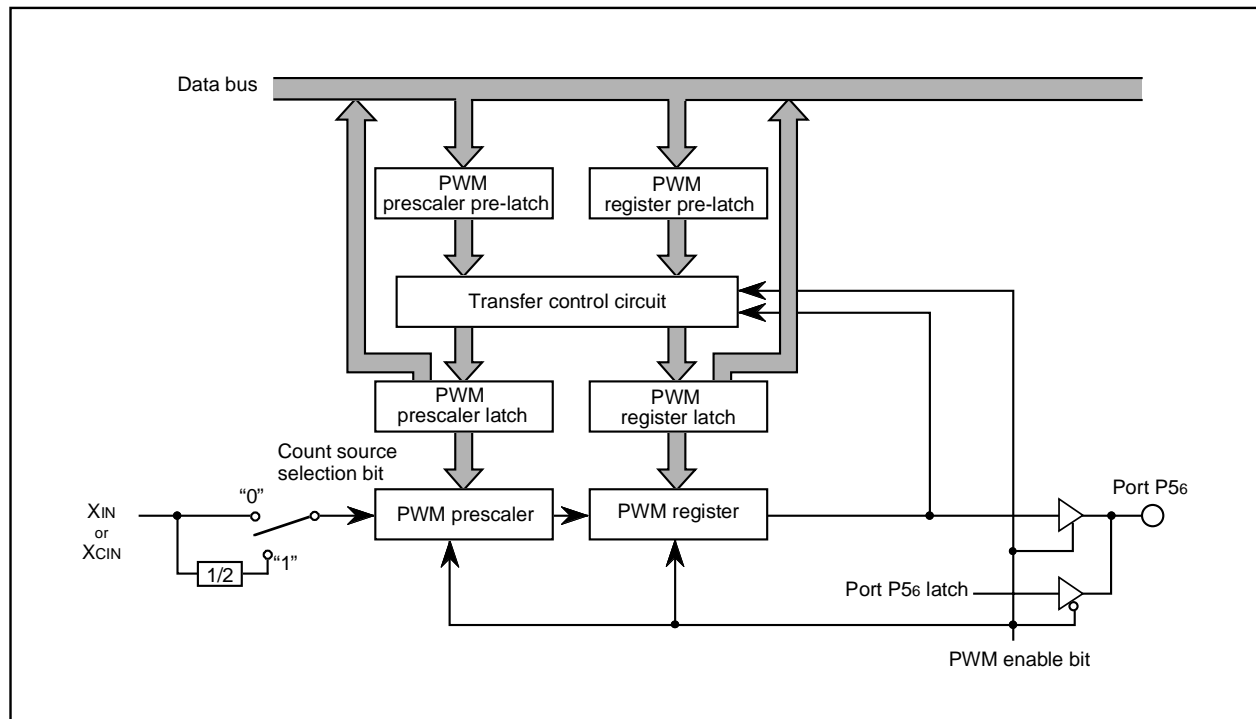 Data bus
PWM
prescaler pre-latch
PWM
register pre-latch
Transfer control circuit
PWM
prescaler latch
PWM
register latch
Count source
selection bit
“0”
XIN
or
XCIN
“1”
1/2
PWM prescaler
PWM register
Port P56
Port P56 latch
PWM enable bit